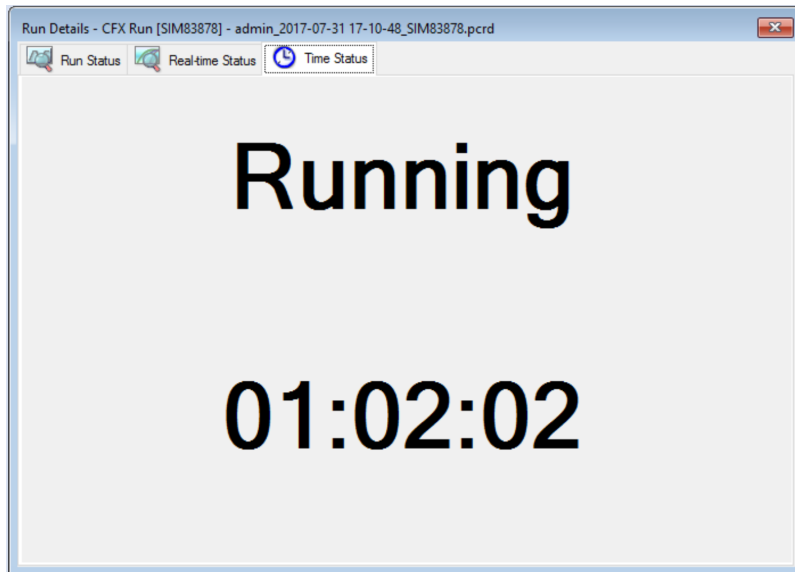 Run Details - CFX Run [SIM83878] - admin_2017-07-31 17-10-48_SIM83878.pcrd
Run Status Real-time Status Time Status
Running
01:02:02